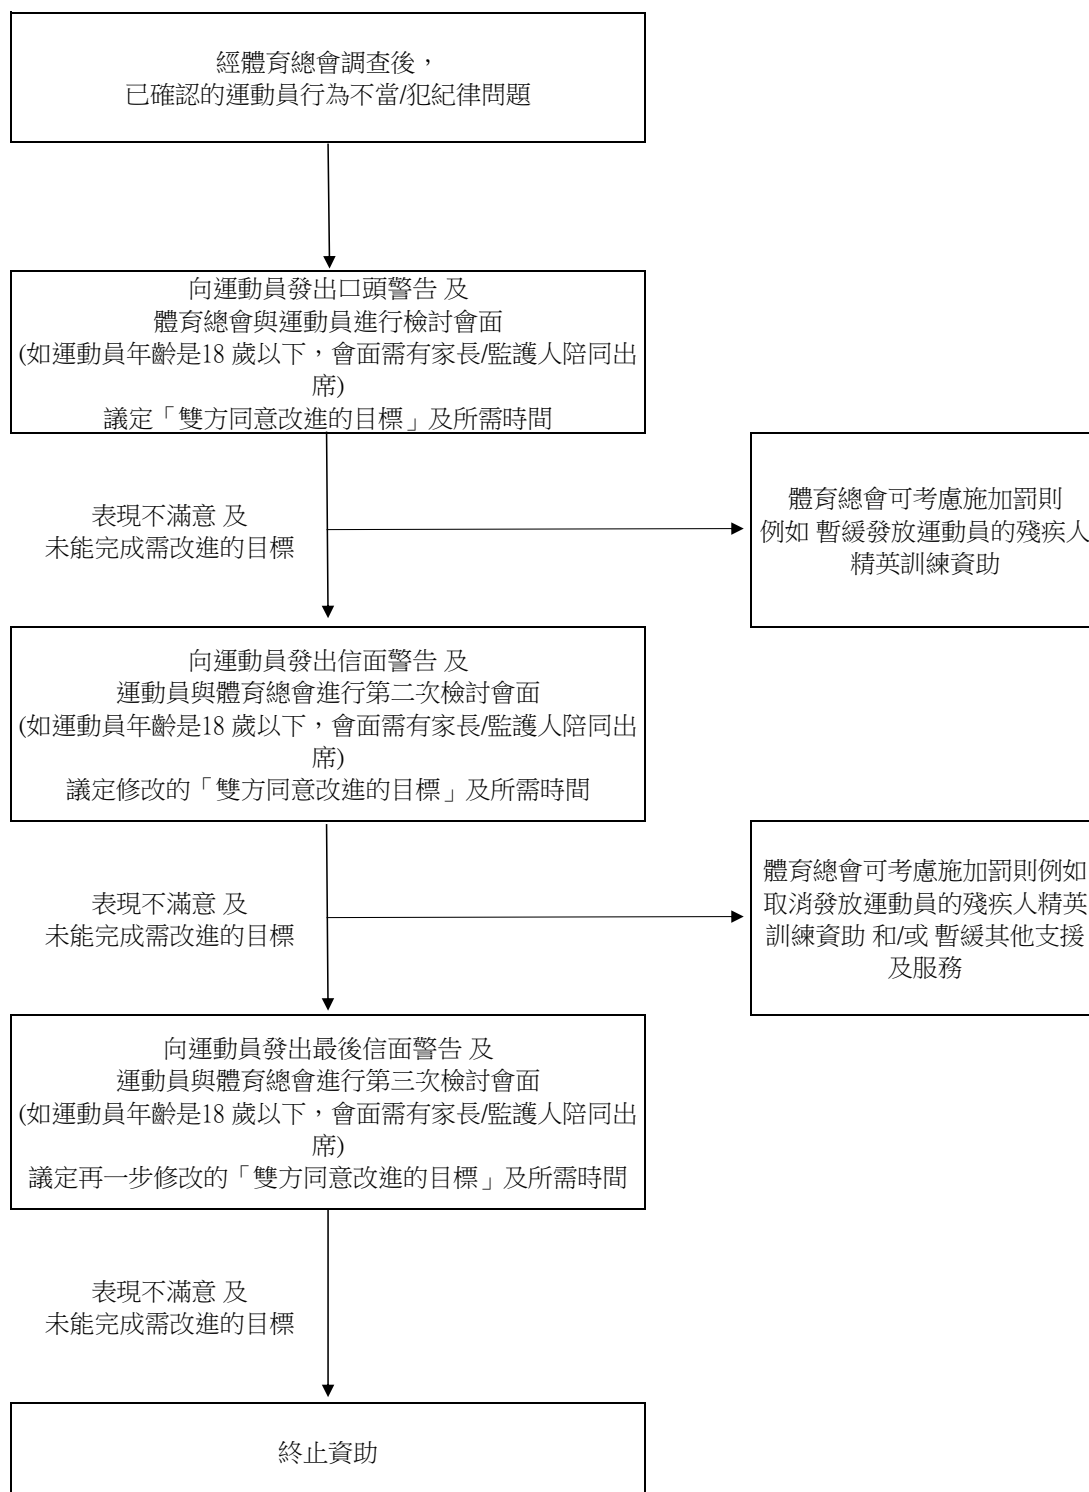 經體育總會調查後，
已確認的運動員行為不當/犯紀律問題
向運動員發出口頭警告 及
體育總會與運動員進行檢討會面
(如運動員年齡是18 歲以下，會面需有家長/監護人陪同出
席)
議定「雙方同意改進的目標」及所需時間
表現不滿意 及
未能完成需改進的目標
體育總會可考慮施加罰則
例如 暫緩發放運動員的殘疾人
精英訓練資助
向運動員發出信面警告 及
運動員與體育總會進行第二次檢討會面
(如運動員年齡是18 歲以下，會面需有家長/監護人陪同出
席)
議定修改的「雙方同意改進的目標」及所需時間
表現不滿意 及
未能完成需改進的目標
體育總會可考慮施加罰則例如
取消發放運動員的殘疾人精英
訓練資助 和/或 暫緩其他支援
及服務
向運動員發出最後信面警告 及
運動員與體育總會進行第三次檢討會面
(如運動員年齡是18 歲以下，會面需有家長/監護人陪同出
席)
議定再一步修改的「雙方同意改進的目標」及所需時間
表現不滿意 及
未能完成需改進的目標
終止資助